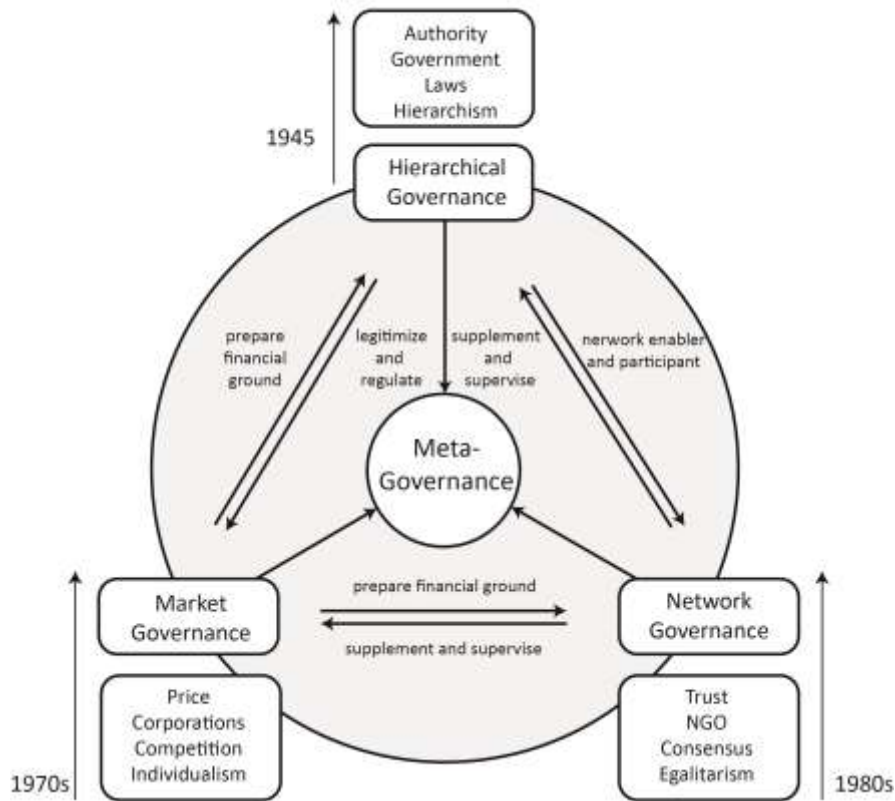 Authority
Government
Laws
Hierarchism
1945
Hierarchical
Governance
prepare
financial
ground
legitimize
and
regulate
supplement
and
supervise
nerwork enabler
and participant
Meta-
Governance
Market
Governance
prepare financial ground
supplement and supervise
Network
Governance
Price
Corporations
Competition
Individualism
Trust
NGO
Consensus
Egalitarism
1970s
1980s